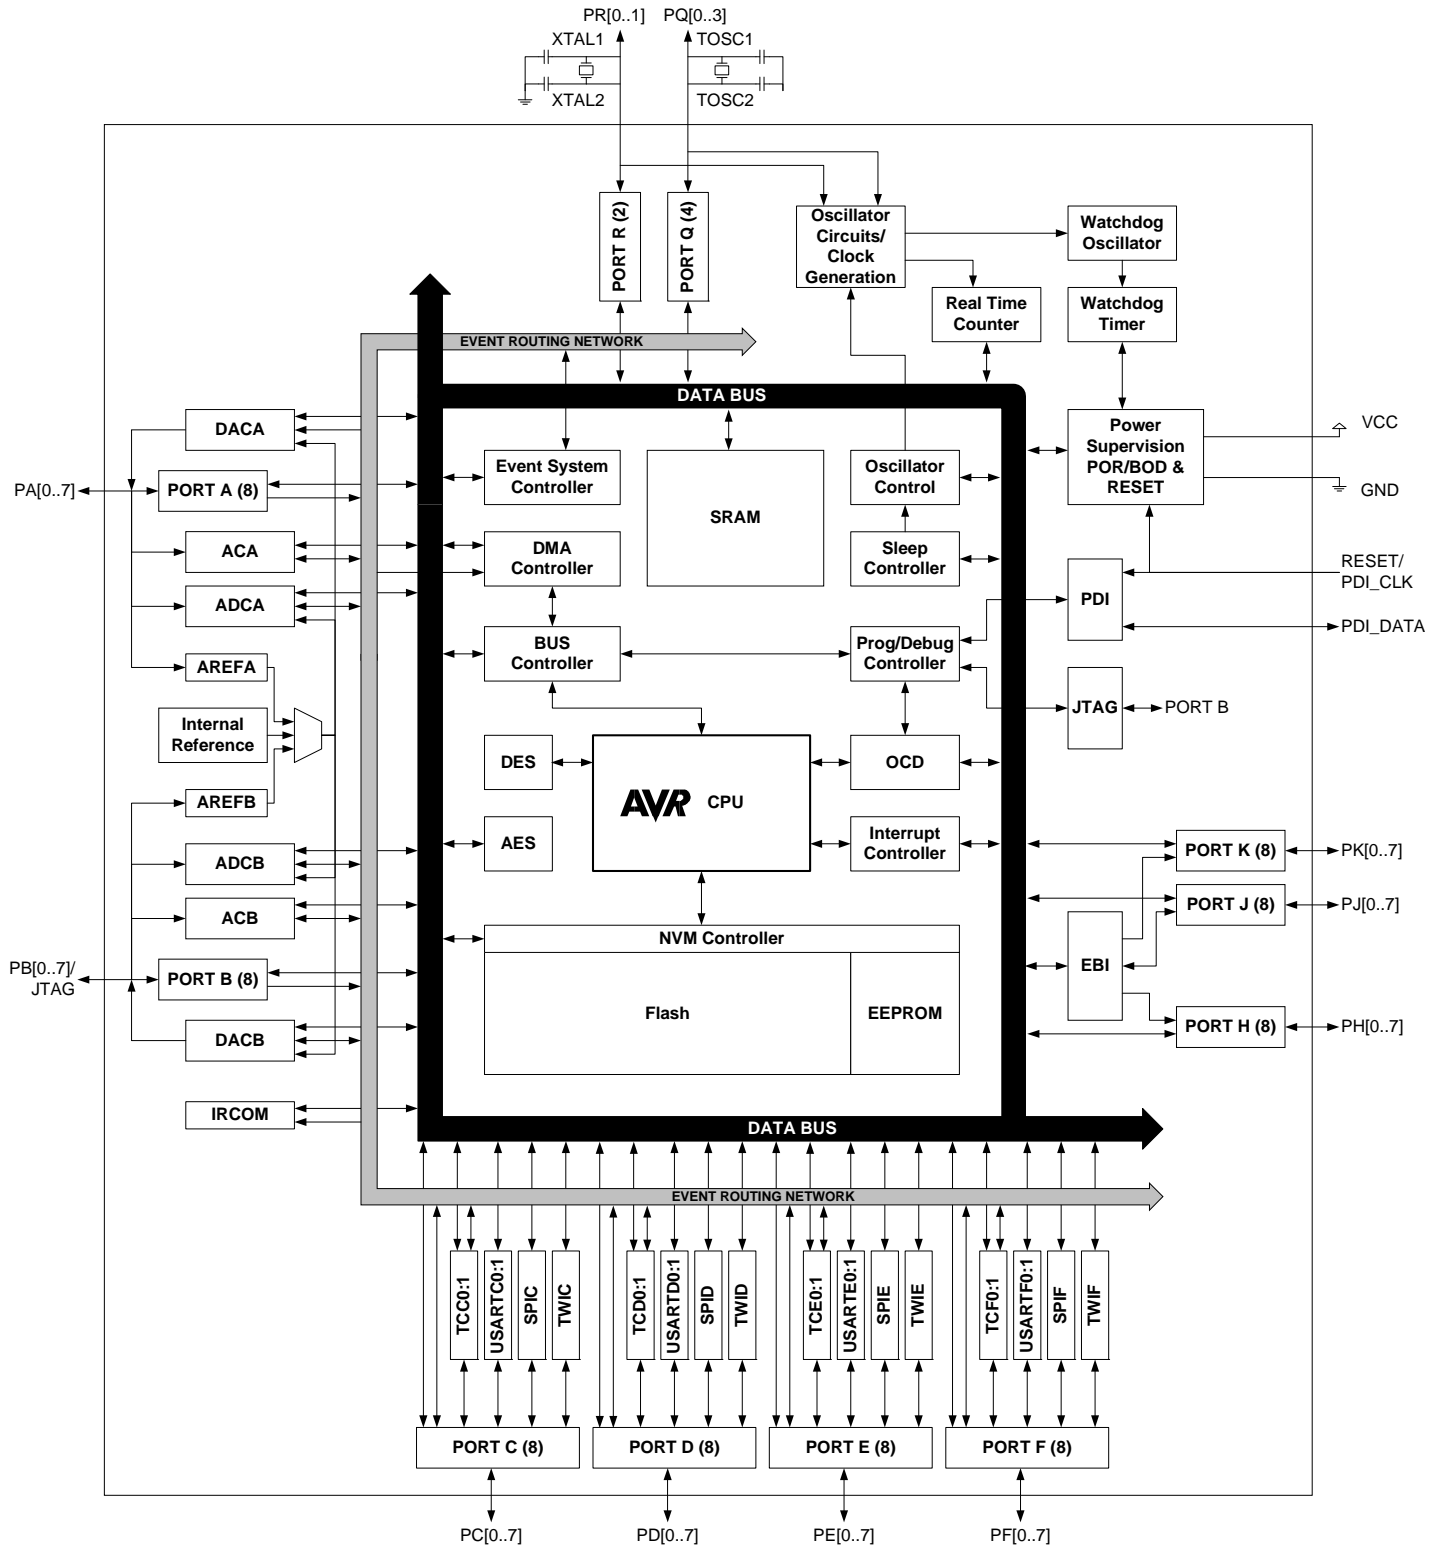 PR[0..1] PQ[0..3]
XTAL1 TOSC1
XTAL2 TOSC2
PORT R (2)
PORT Q (4)
Oscillator
Circuits/
Clock
Generation
Watchdog
Oscillator
Real Time
Counter
Watchdog
Timer
EVENT ROUTING NETWORK
DATA BUS
DACA
PA[0..7]
PORT A (8)
ACA
ADCA
AREFA
Internal
Reference
AREFB
ADCB
ACB
PB[0..7]/
JTAG
PORT B (8)
DACB
IRCOM
Event System
Controller
SRAM
Oscillator
Control
DMA
Controller
Sleep
Controller
BUS
Controller
Prog/Debug
Controller
DES
AVR CPU
OCD
AES
Interrupt
Controller
NVM Controller
Flash
EEPROM
Power
Supervision
POR/BOD &
RESET
VCC
GND
RESET/
PDI_CLK
PDI
PDI_DATA
JTAG
PORT B
PORT K (8)
PK[0..7]
PORT J (8)
PJ[0..7]
EBI
PORT H (8)
PH[0..7]
DATA BUS
EVENT ROUTING NETWORK
TCC0:1
USARTC0:1
SPIC
TWIC
TCD0:1
USARTD0:1
SPID
TWID
TCE0:1
USARTE0:1
SPIE
TWIE
TCF0:1
USARTF0:1
SPIF
TWIF
PORT C (8)
PORT D (8)
PORT E (8)
PORT F (8)
PC[0..7]
PD[0..7]
PE[0..7]
PF[0..7]